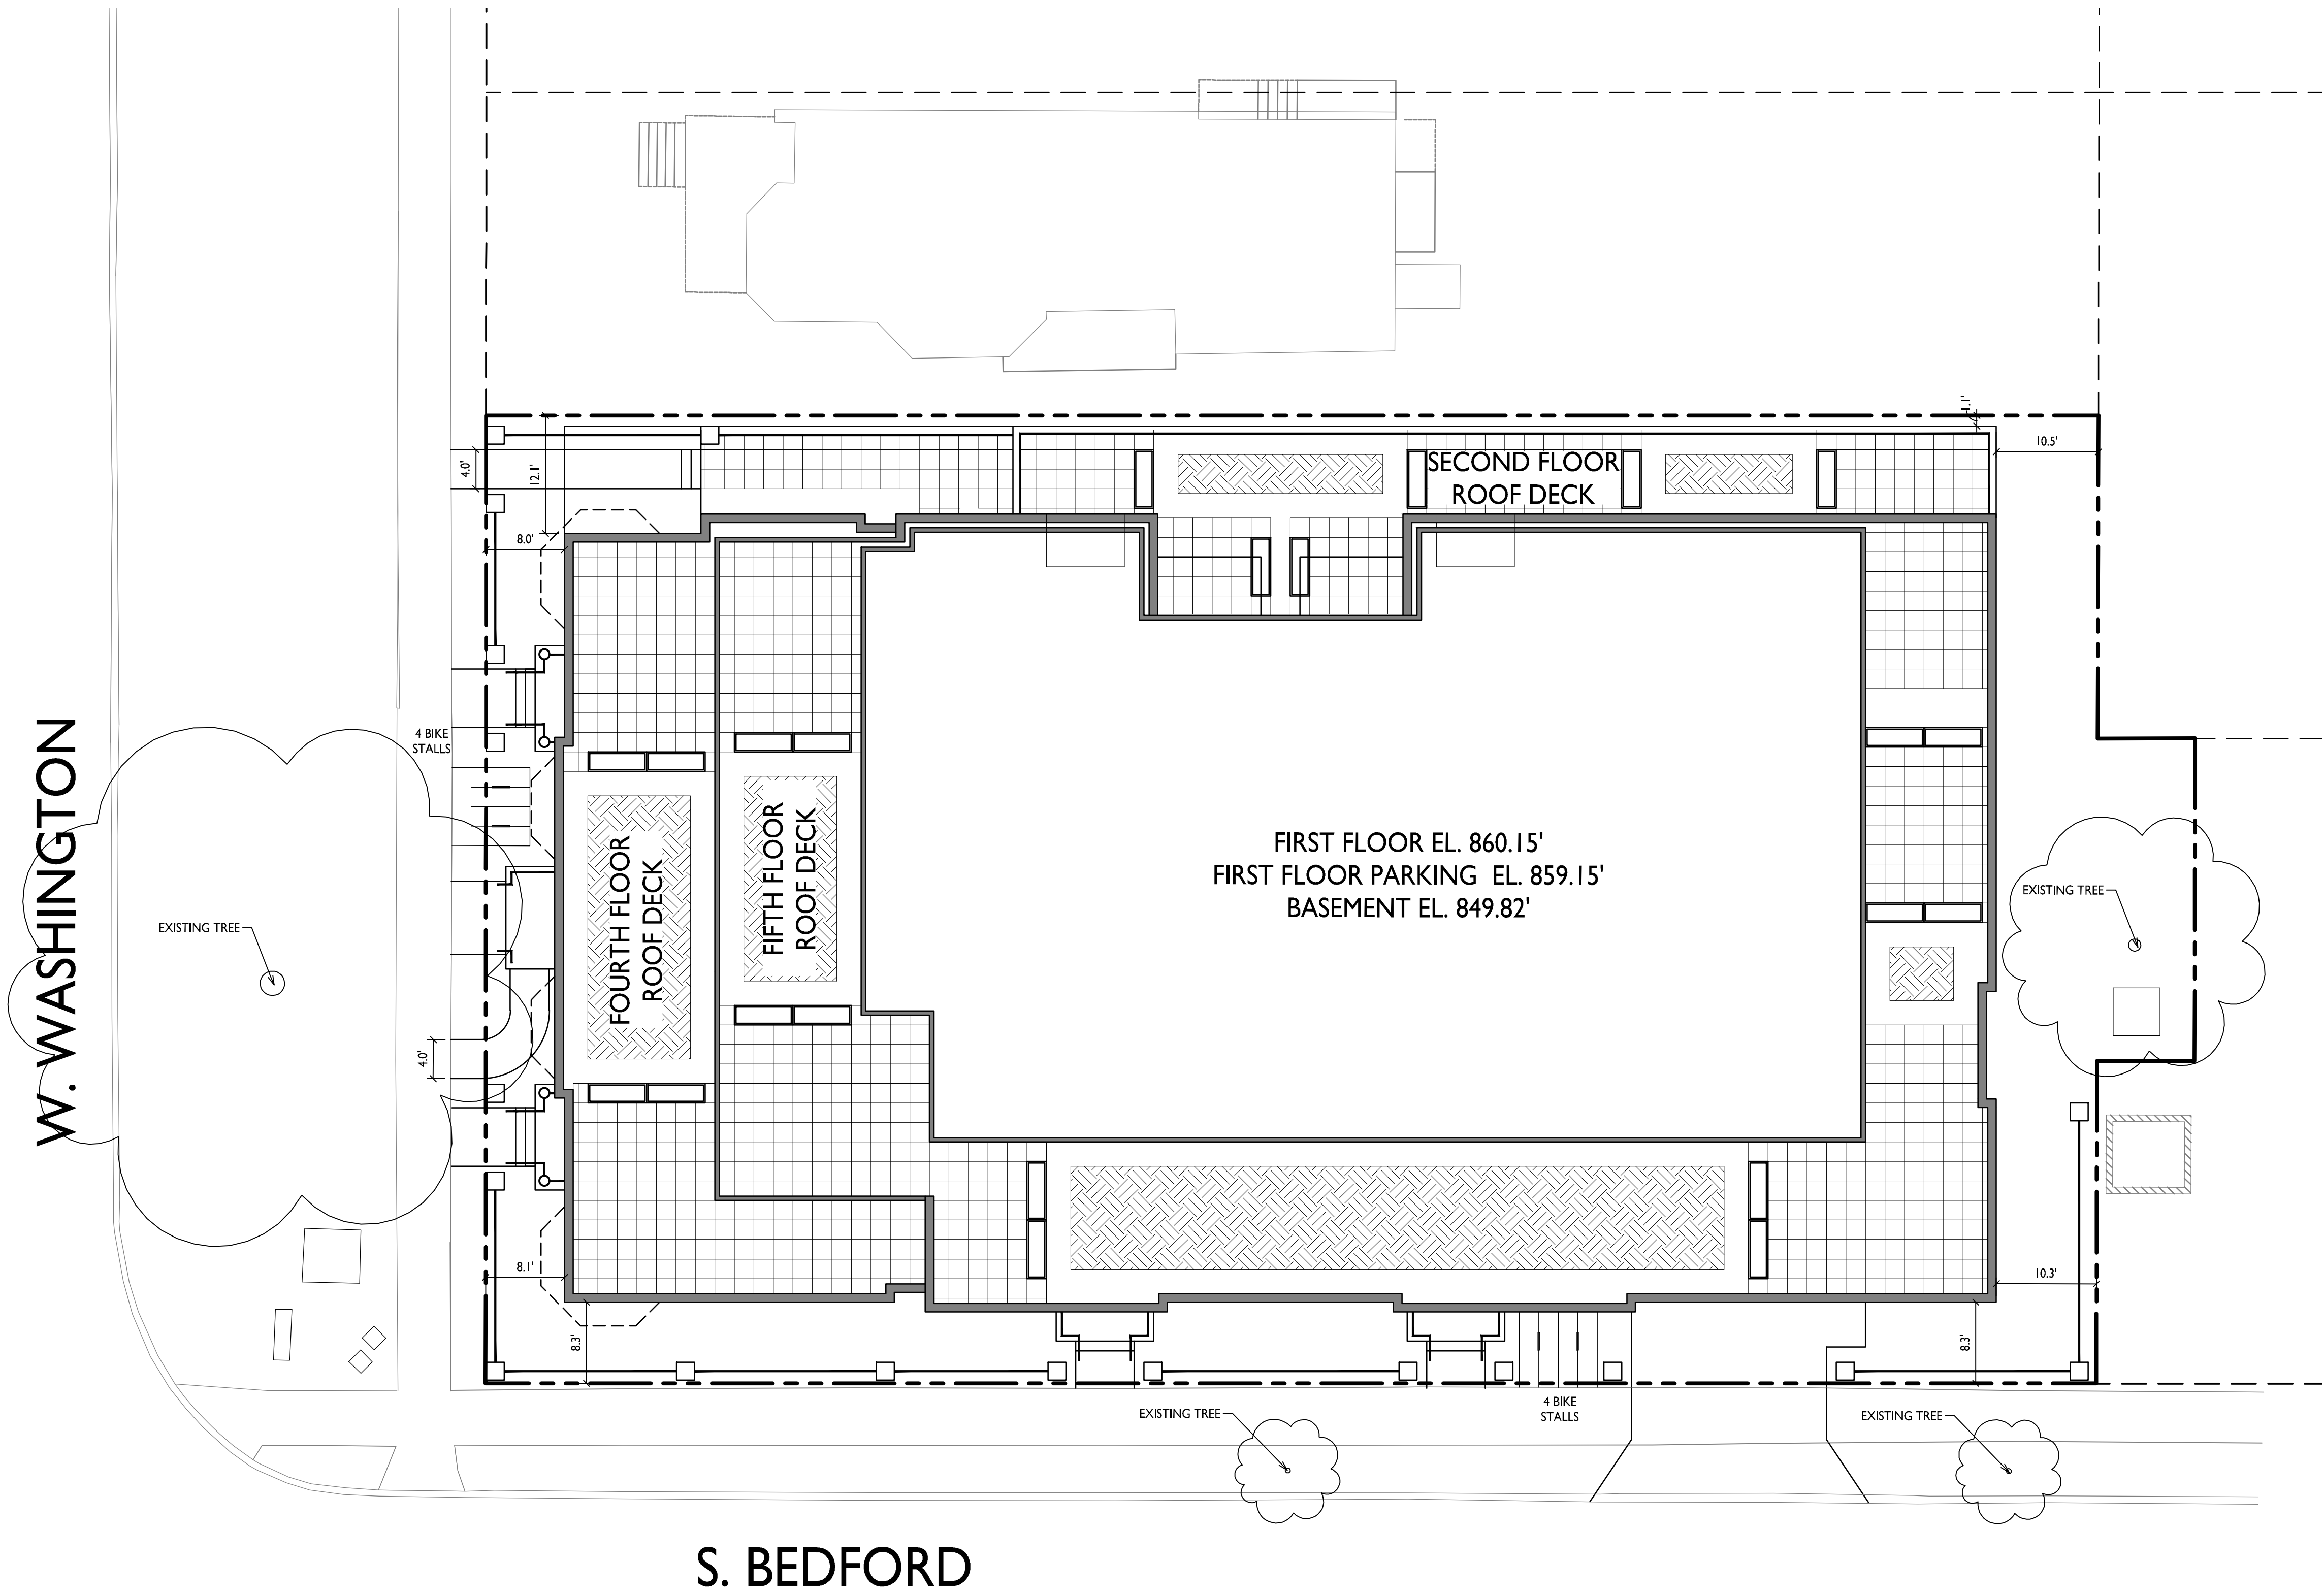 1.1'
10.5'
4.0'
12.1'
SECOND FLOOR
ROOF DECK
8.0'
4 BIKE
STALLS
W. WASHINGTON
EXISTING TREE
FOURTH FLOOR
ROOF DECK
FIFTH FLOOR
ROOF DECK
FIRST FLOOR EL. 860.15'
FIRST FLOOR PARKING EL. 859.15'
BASEMENT EL. 849.82'
EXISTING TREE
4.0'
8.1'
10.3'
8.3'
8.3'
4 BIKE
STALLS
EXISTING TREE
EXISTING TREE
S. BEDFORD